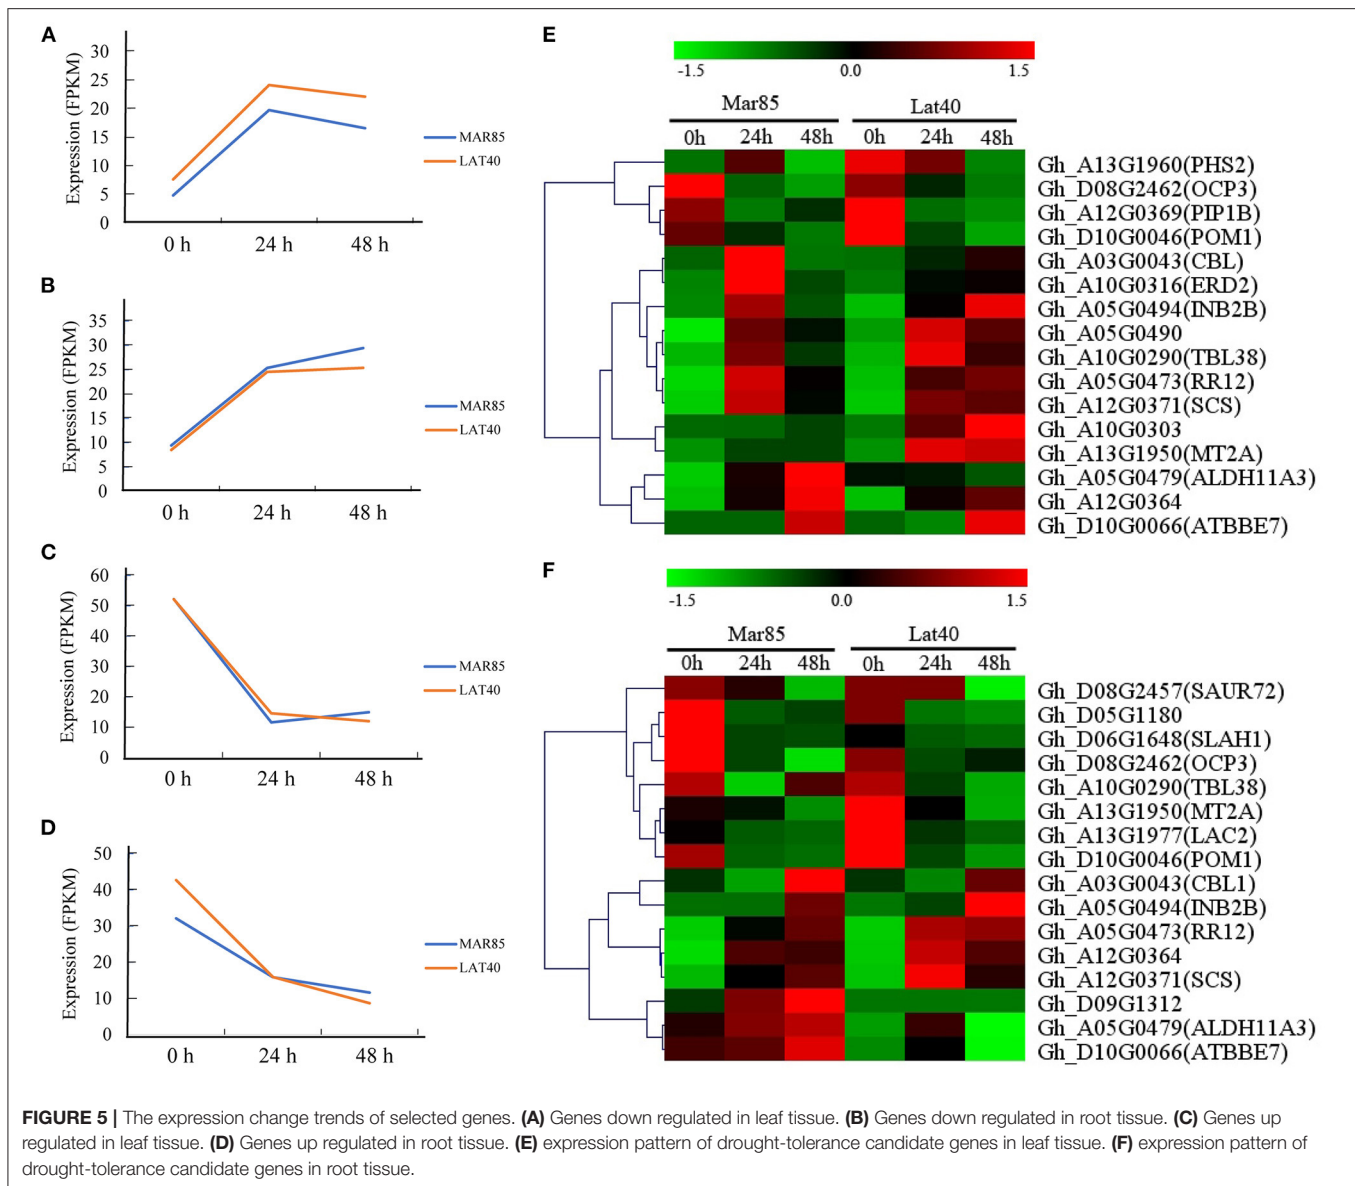 A
Expression (FPKM)
30
25
20
15
10
5
0
0 h 24 h 48 h
MAR85
LAT40
B
Expression (FPKM)
35
30
25
20
15
10
5
0
0 h 24 h 48 h
MAR85
LAT40
C
Expression (FPKM)
60
50
40
30
20
10
0
0 h 24 h 48 h
MAR85
LAT40
D
Expression (FPKM)
50
40
30
20
10
0
0 h 24 h 48 h
MAR85
LAT40
E
-1.5 0.0 1.5
Mar85 Lat40
0h 24h 48h 0h 24h 48h
Gh_A13G1960(PHS2)
Gh_D08G2462(OCP3)
Gh_A12G0369(PIP1B)
Gh_D10G0046(POM1)
Gh_A03G0043(CBL)
Gh_A10G0316(ERD2)
Gh_A05G0494(INB2B)
Gh_A05G0490
Gh_A10G0290(TBL38)
Gh_A05G0473(RR12)
Gh_A12G0371(SCS)
Gh_A10G0303
Gh_A13G1950(MT2A)
Gh_A05G0479(ALDH11A3)
Gh_A12G0364
Gh_D10G0066(ATBBE7)
F
-1.5 0.0 1.5
Mar85 Lat40
0h 24h 48h 0h 24h 48h
Gh_D08G2457(SAUR72)
Gh_D05G1180
Gh_D06G1648(SLAH1)
Gh_D08G2462(OCP3)
Gh_A10G0290(TBL38)
Gh_A13G1950(MT2A)
Gh_A13G1977(LAC2)
Gh_D10G0046(POM1)
Gh_A03G0043(CBL1)
Gh_A05G0494(INB2B)
Gh_A05G0473(RR12)
Gh_A12G0364
Gh_A12G0371(SCS)
Gh_D09G1312
Gh_A05G0479(ALDH11A3)
Gh_D10G0066(ATBBE7)
FIGURE 5 | The expression change trends of selected genes. (A) Genes down regulated in leaf tissue. (B) Genes down regulated in root tissue. (C) Genes up
regulated in leaf tissue. (D) Genes up regulated in root tissue. (E) expression pattern of drought-tolerance candidate genes in leaf tissue. (F) expression pattern of
drought-tolerance candidate genes in root tissue.